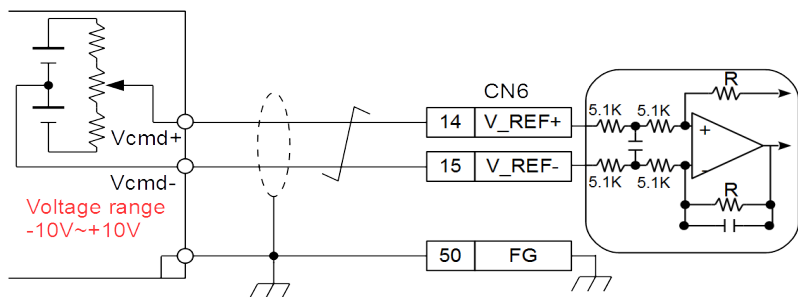 CN6
Vcmd+
Vcmd-
Voltage range
-10V~+10V
14 V_REF+
15 V_REF-
50 FG
5.1K 5.1K
5.1K 5.1K
R
+
-
R